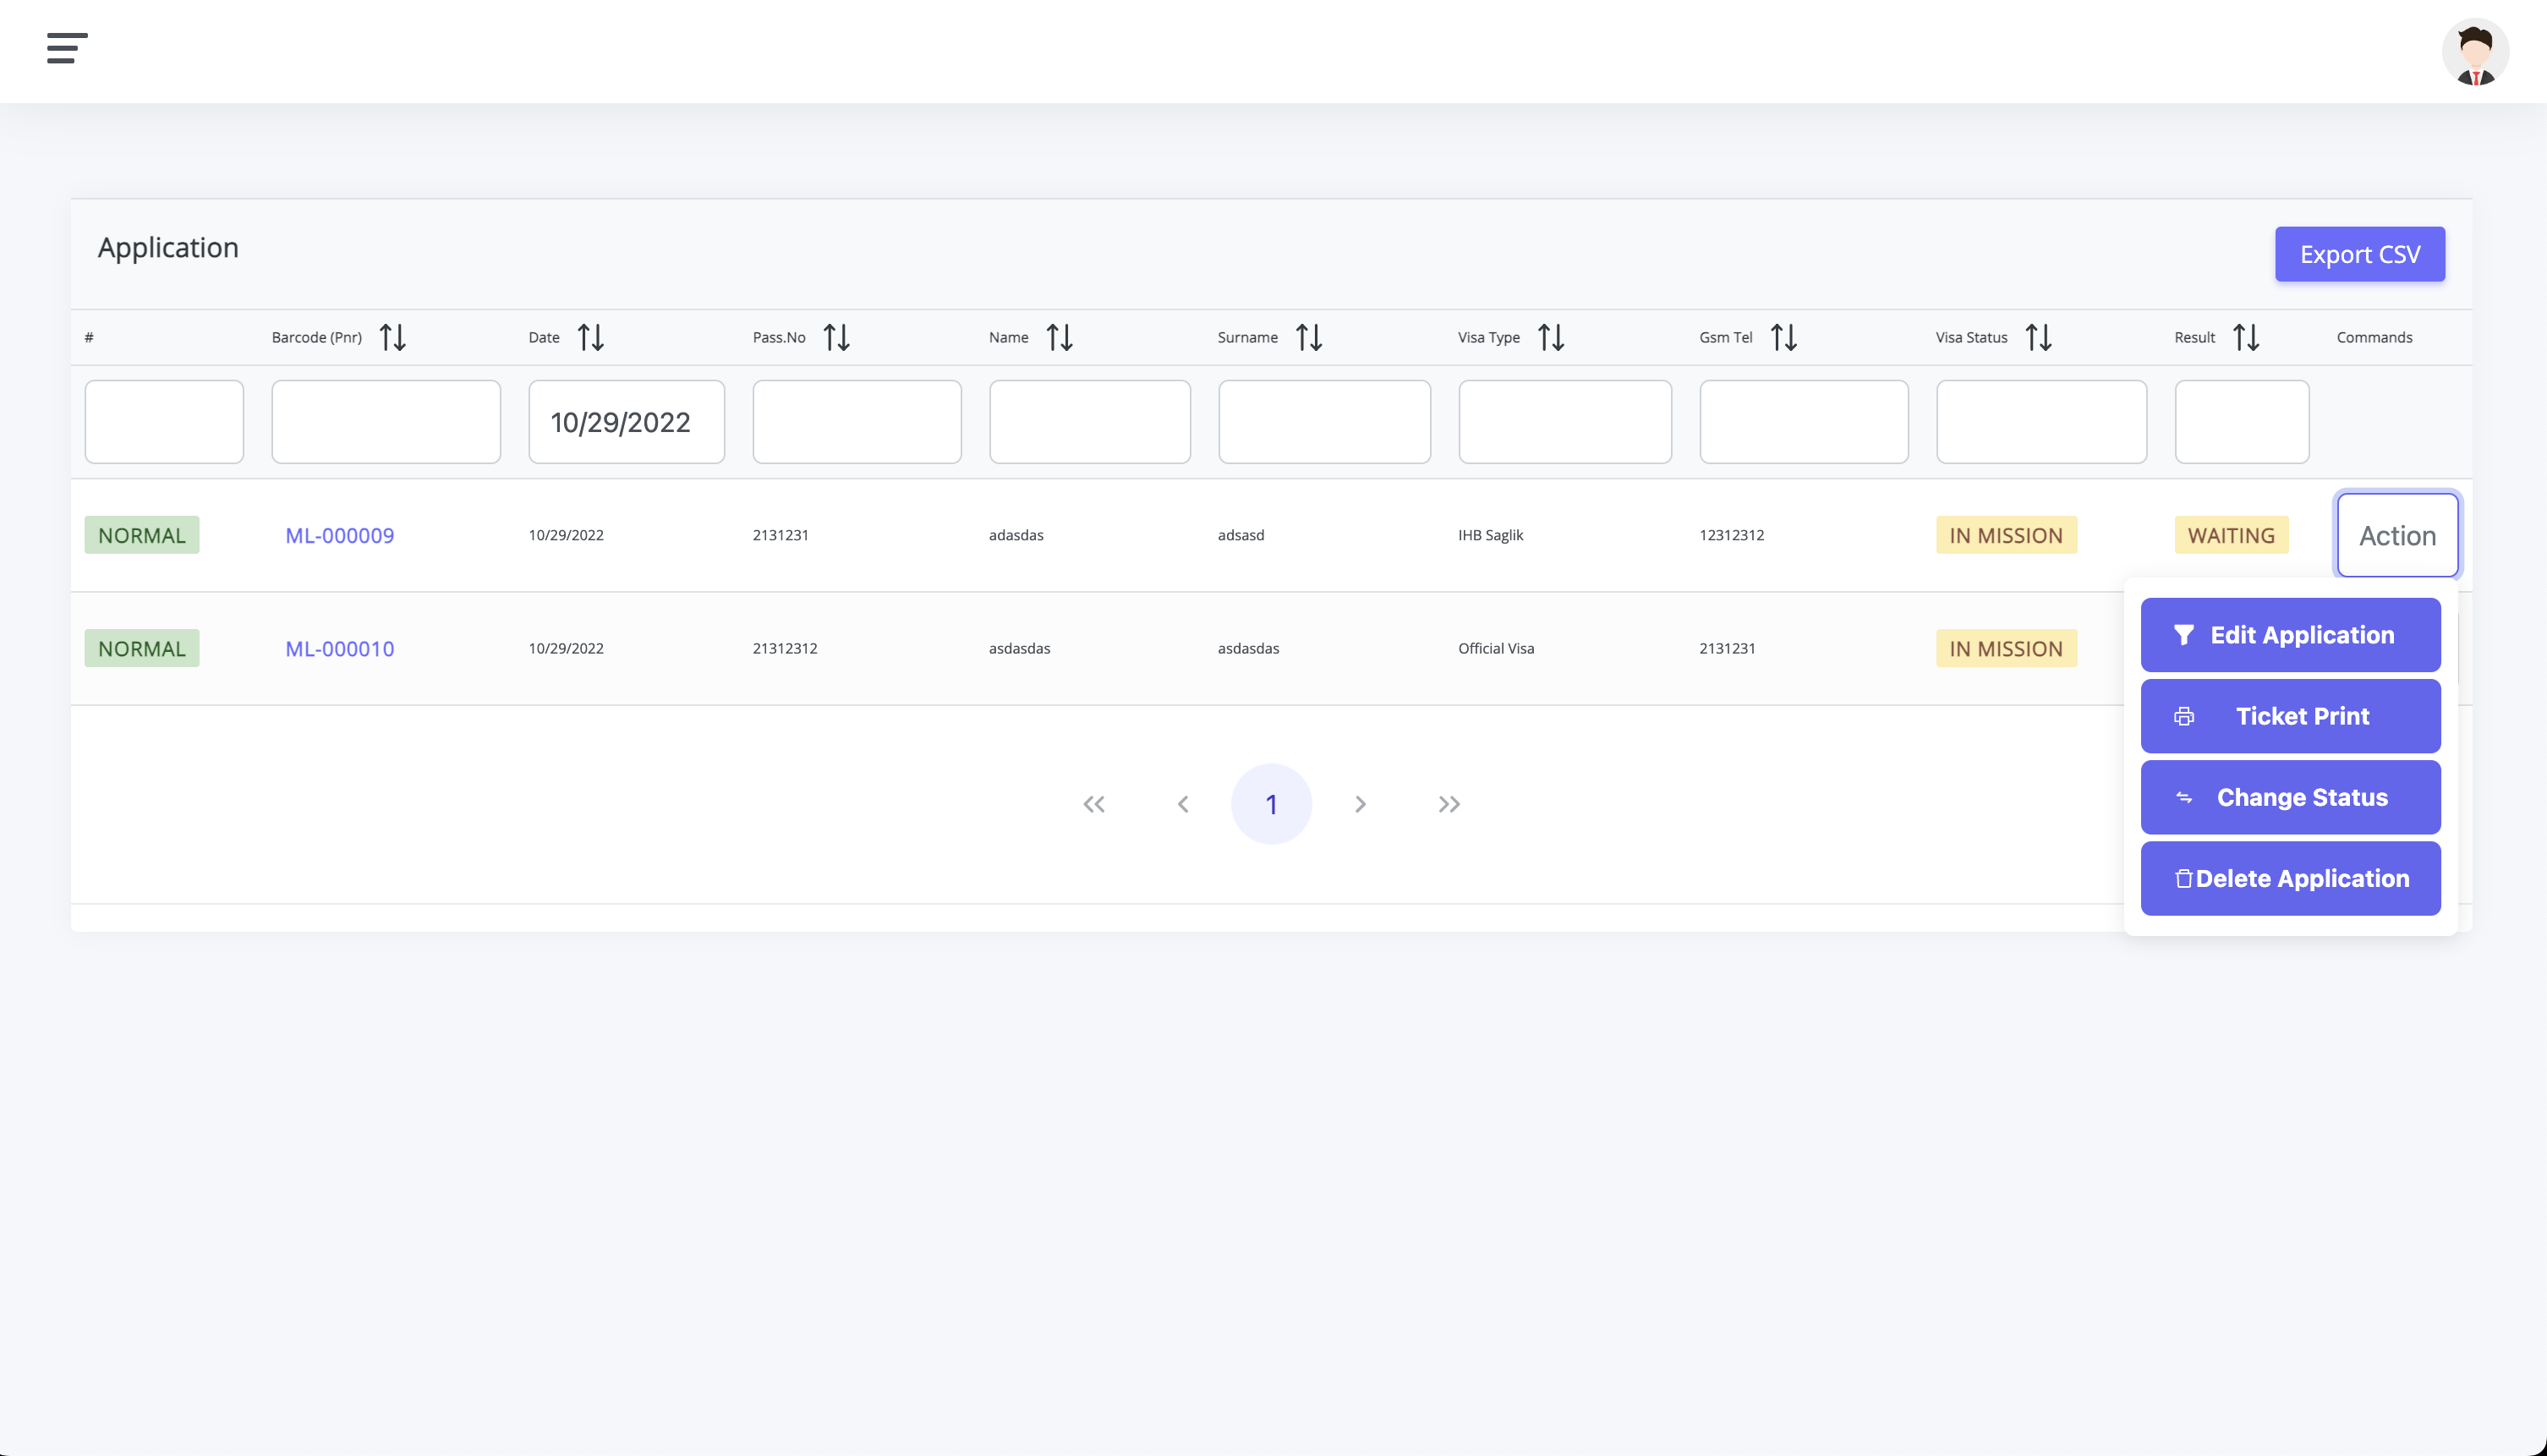 Application
Export CSV
# Barcode (Pnr) Date Pass.No Name Surname Visa Type Gsm Tel Visa Status Result Commands
10/29/2022
NORMAL ML-000009 10/29/2022 2131231 adasdas adsasd IHB Saglik 12312312 IN MISSION WAITING Action
NORMAL ML-000010 10/29/2022 21312312 asdasdas asdasdas Official Visa 2131231 IN MISSION
Edit Application
Ticket Print
Change Status
Delete Application
1